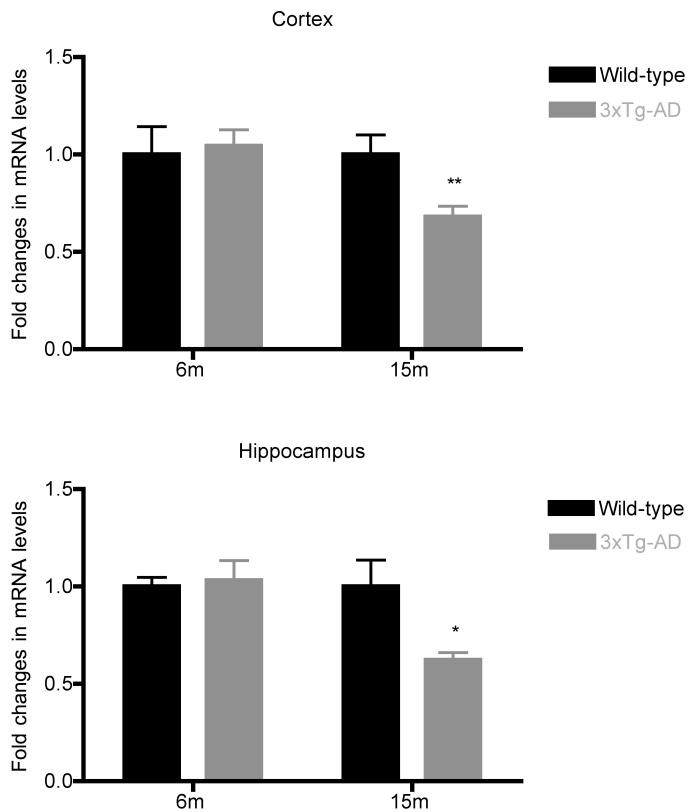 Cortex
Fold changes in mRNA levels
1.5
1.0
0.5
0.0
**
6m
15m
Wild-type
3xTg-AD
Hippocampus
Fold changes in mRNA levels
1.5
1.0
0.5
0.0
*
6m
15m
Wild-type
3xTg-AD